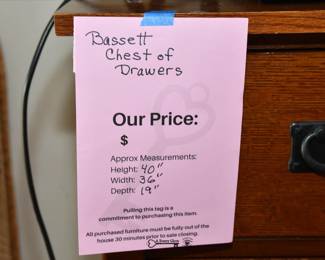 Bassett
Chest of
Drawers
Our Price:
$
Approx Measurements:
Height: 40"
Width: 36"
Depth: 19"
Pulling this tag is a
commitment to purchasing this item.
All purchased furniture must be fully out of the
house 30 minutes prior to sale closing.